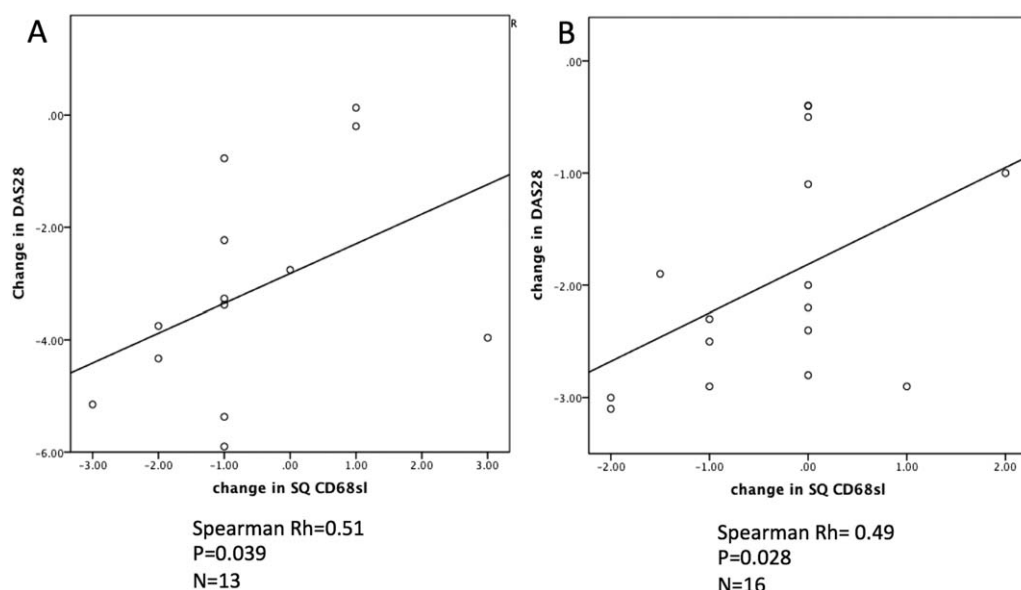 A
R
.00
-2.00
-4.00
-6.00
Change in DAS28
-3.00 -2.00 -1.00 .00 1.00 2.00 3.00
change in SQ CD68sl
Spearman Rh=0.51
P=0.039
N=13
B
.00
-1.00
-2.00
-3.00
change in DAS28
-2.00 -1.00 .00 1.00 2.00
change in SQ CD68sl
Spearman Rh= 0.49
P=0.028
N=16